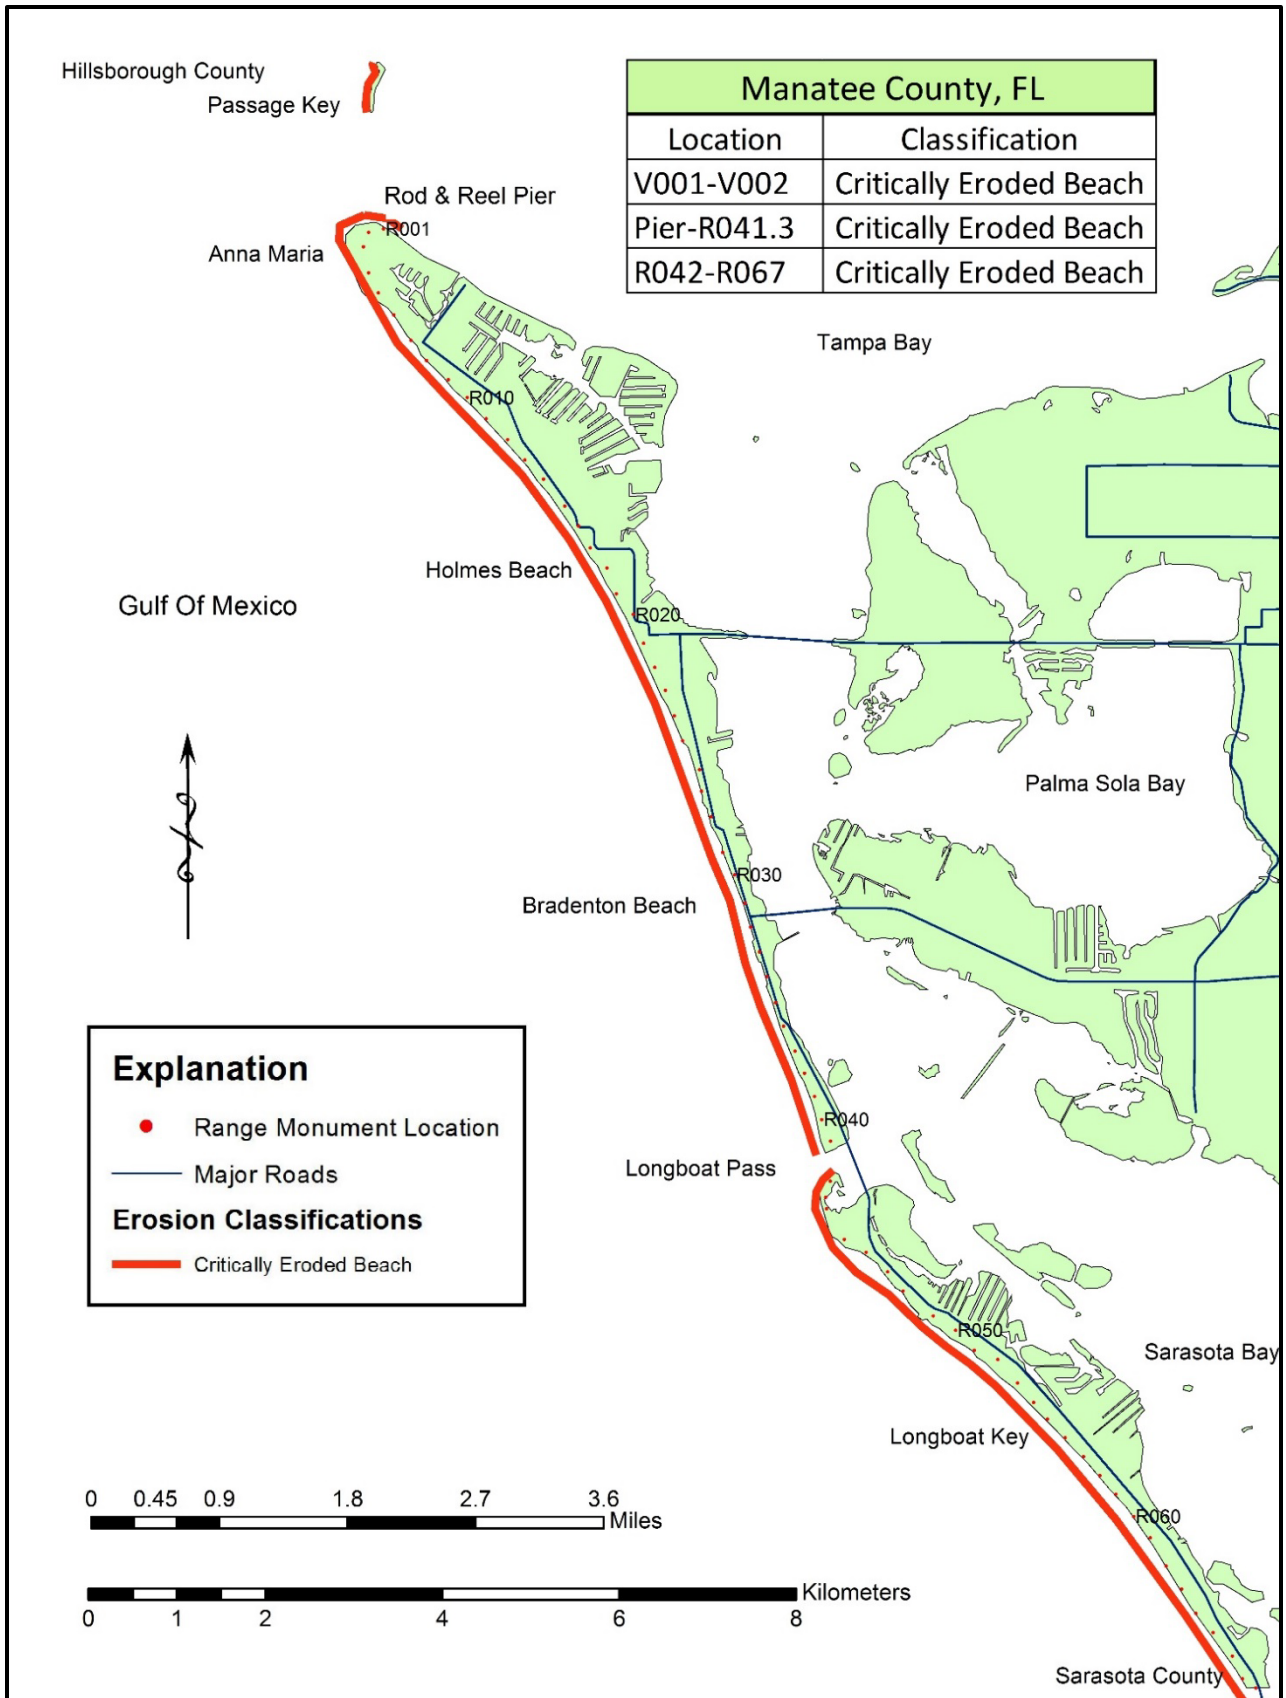 Hillsborough County
Passage Key
Manatee County, FL
Location Classification
V001-V002 Critically Eroded Beach
Pier-R041.3 Critically Eroded Beach
R042-R067 Critically Eroded Beach
Rod & Reel Pier
R001
Anna Maria
Tampa Bay
R010
Holmes Beach
Gulf Of Mexico
R020
Palma Sola Bay
R030
Bradenton Beach
Explanation
Range Monument Location
Major Roads
Erosion Classifications
Critically Eroded Beach
R040
Longboat Pass
R050
Sarasota Bay
Longboat Key
0 0.45 0.9 1.8 2.7 3.6
Miles
R060
Kilometers
0 1 2 4 6 8
Sarasota County